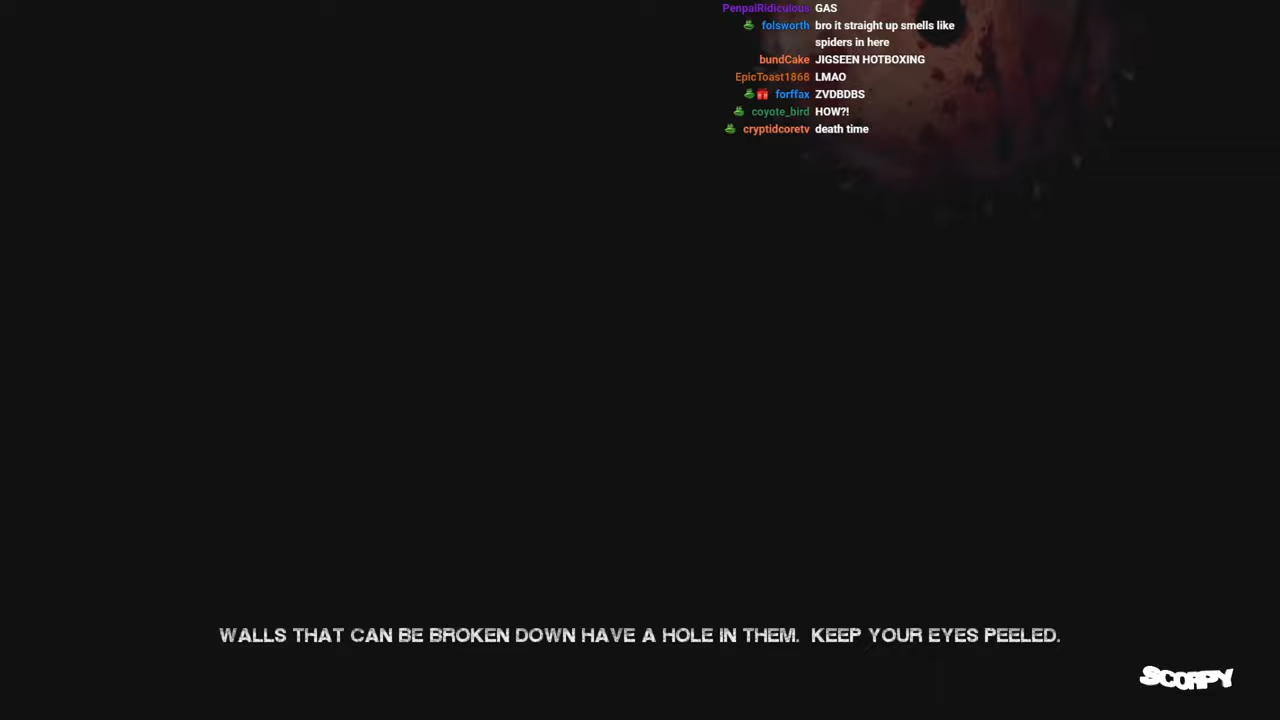 PenpalRidiculous GAS
folsworth bro it straight up smells like
spiders in here
bundCake JIGSEEN HOTBOXING
EpicToast1868 LMAO
forffax ZVDBDBS
coyote_bird HOW?!
cryptidcoretv death time
WALLS THAT CAN BE BROKEN DOWN HAVE A HOLE IN THEM. KEEP YOUR EYES PEELED.
SCORPY